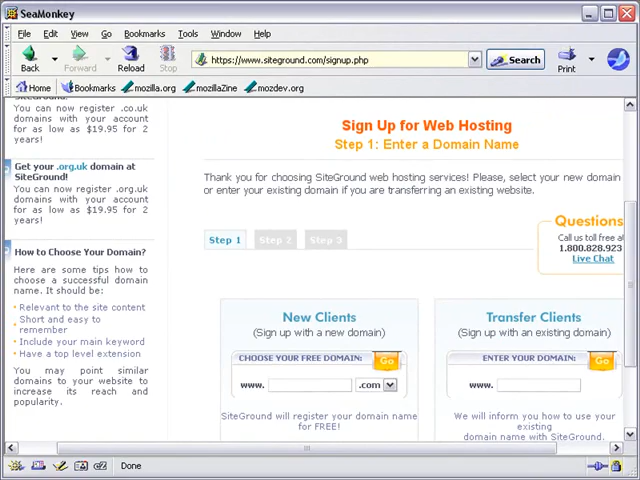 SeaMonkey
File Edit View Go Bookmarks Tools Window Help
Back Forward Reload Stop https://www.siteground.com/signup.php Search Print
Home Bookmarks mozilla.org mozillaZine mozdev.org
SiteGround!
You can now register .co.uk
domains with your account
for as low as $19.95 for 2
years!
Get your .org.uk domain at
SiteGround!
You can now register .org.uk
domains with your account
for as low as $19.95 for 2
years!
How to Choose Your Domain?
Here are some tips how to
choose a successful domain
name. It should be:
Relevant to the site content
Short and easy to
remember
Include your main keyword
Have a top level extension
You may point similar
domains to your website to
increase its reach and
popularity.
Sign Up for Web Hosting
Step 1: Enter a Domain Name
Thank you for choosing SiteGround web hosting services! Please, select your new domain
or enter your existing domain if you are transferring an existing website.
Questions
Call us toll free at
1.800.828.923
Live Chat
Step 1 Step 2 Step 3
New Clients
(Sign up with a new domain)
CHOOSE YOUR FREE DOMAIN: Go
www. .com
SiteGround will register your domain name
for FREE!
Transfer Clients
(Sign up with an existing domain)
ENTER YOUR DOMAIN: Go
www.
We will inform you how to use your
existing
domain name with SiteGround.
Done